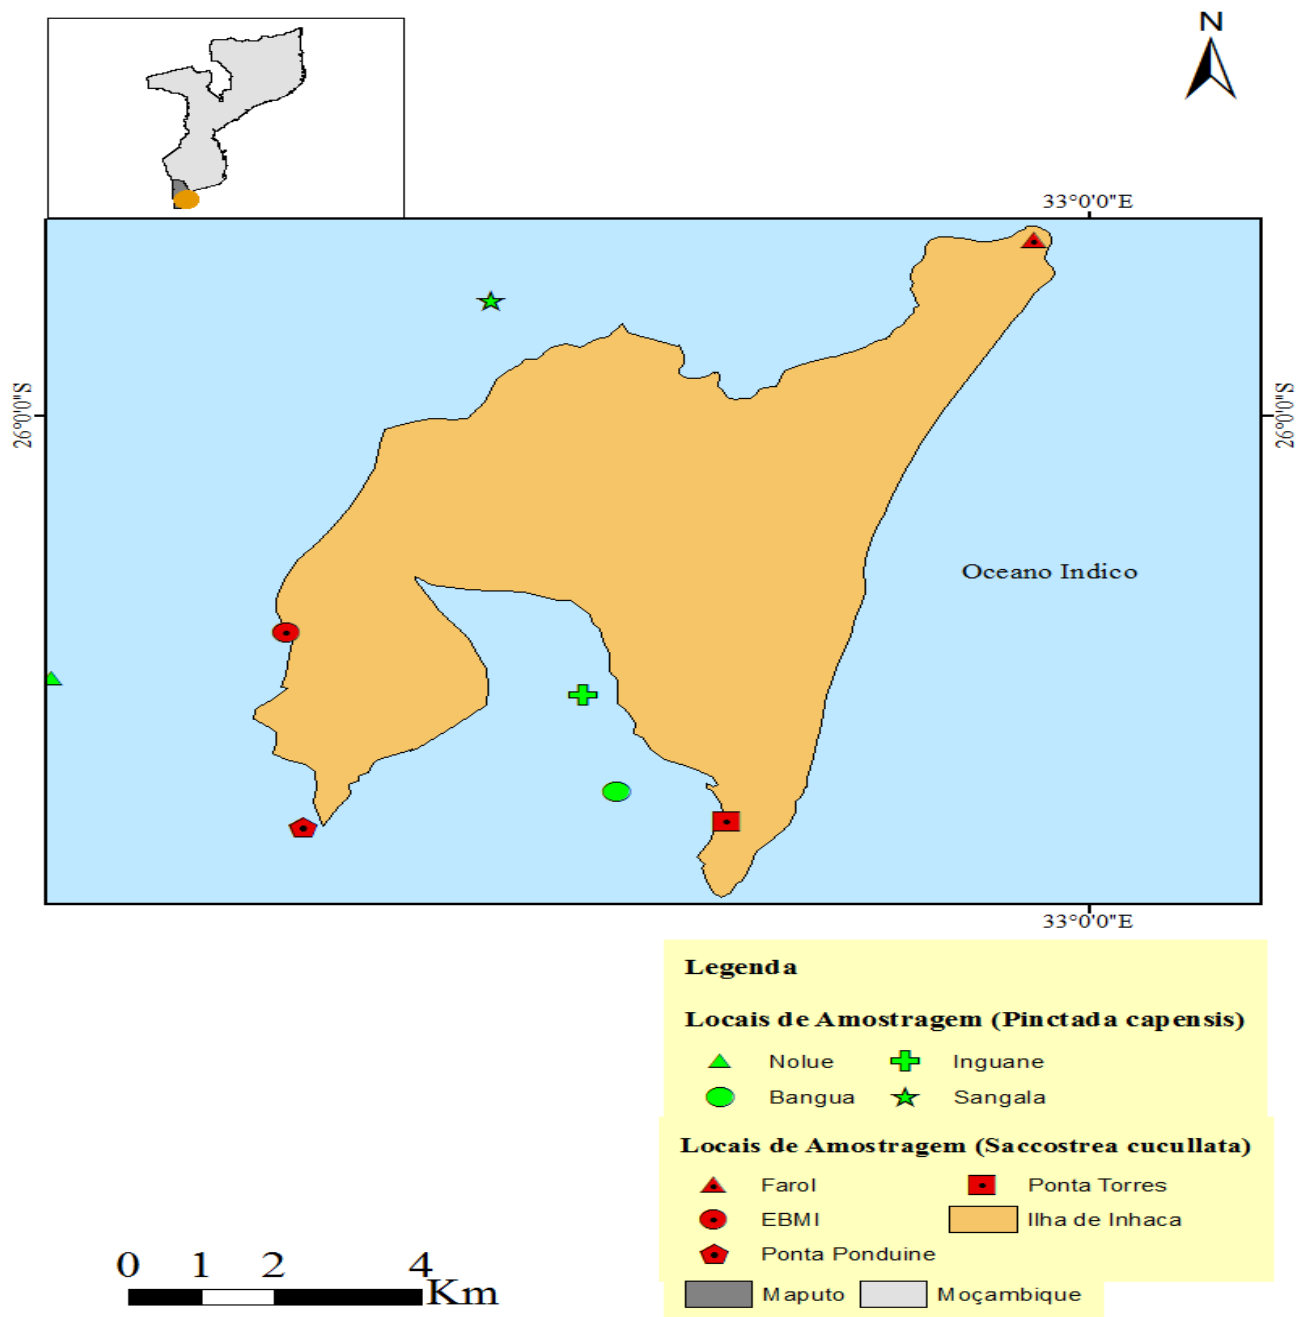 N
33°0'0"E
26°0'0"S
26°0'0"S
Oceano Indico
33°0'0"E
Legenda
Locais de Amostragem (Pinctada capensis)
Nolue Inguane
Bangua Sangala
Locais de Amostragem (Saccostrea cucullata)
Farol Ponta Torres
EBMI Ilha de Inhaca
Ponta Ponduine
Maputo Moçambique
0 1 2 4
Km